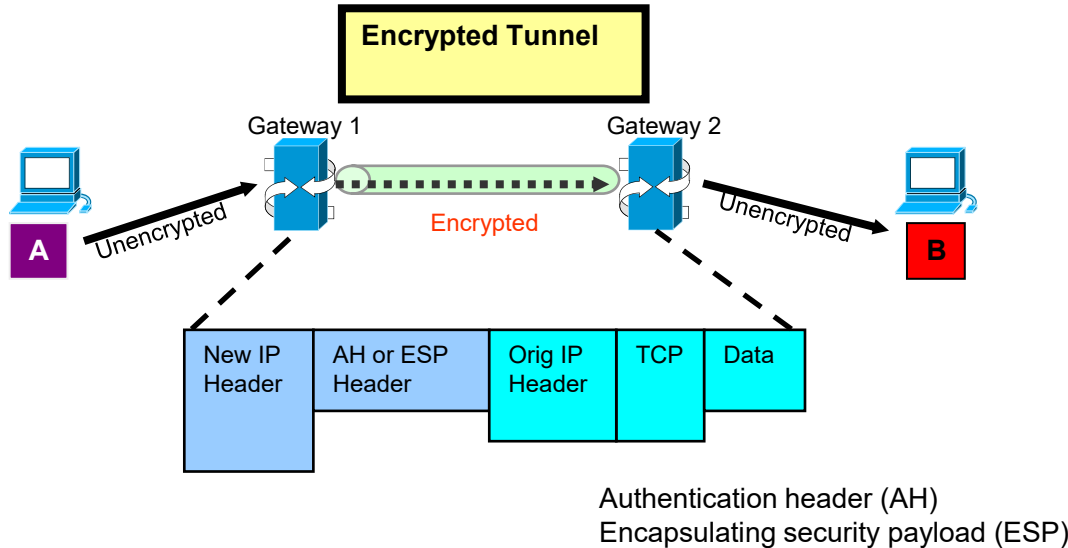 Encrypted Tunnel
Gateway 1
Gateway 2
A
Unencrypted
Encrypted
Unencrypted
B
New IP
Header
AH or ESP
Header
Orig IP
Header
TCP
Data
Authentication header (AH)
Encapsulating security payload (ESP)